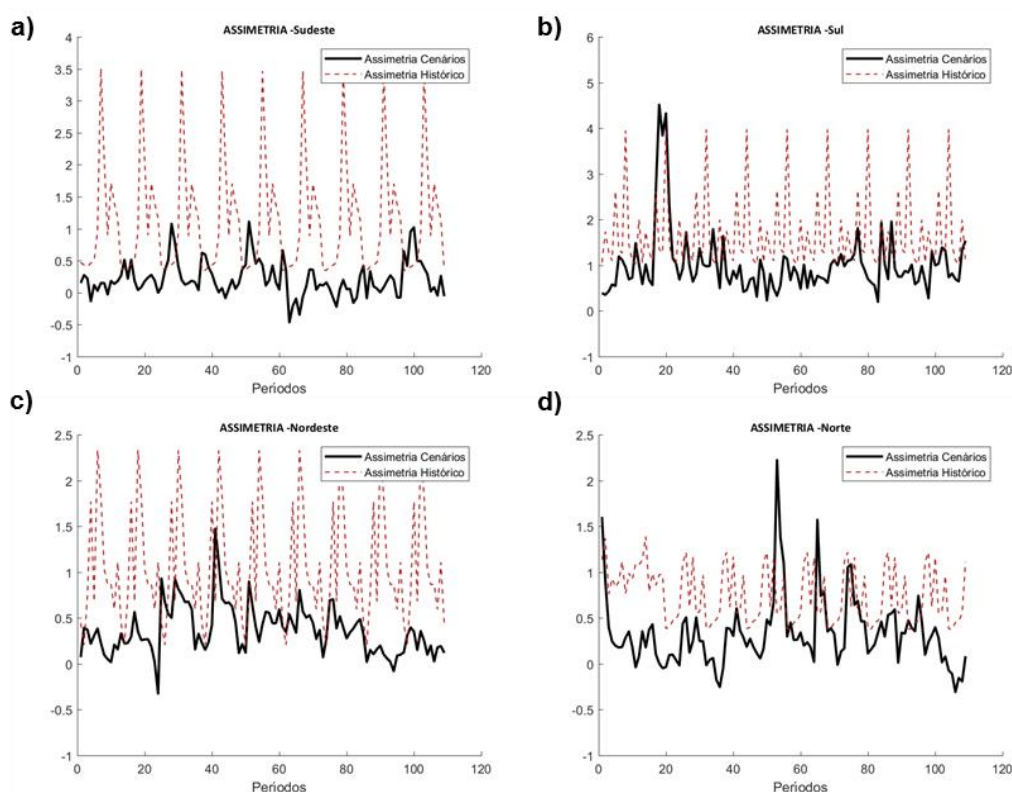 a)
ASSIMETRIA -Sudeste
Assimetria Cenários
Assimetria Histórico
4
3.5
3
2.5
2
1.5
1
0.5
0
-0.5
-1
0 20 40 60 80 100 120
Períodos
b)
ASSIMETRIA -Sul
Assimetria Cenários
Assimetria Histórico
6
5
4
3
2
1
0
-1
0 20 40 60 80 100 120
Períodos
c)
ASSIMETRIA -Nordeste
Assimetria Cenários
Assimetria Histórico
2.5
2
1.5
1
0.5
0
-0.5
-1
0 20 40 60 80 100 120
Períodos
d)
ASSIMETRIA -Norte
Assimetria Cenários
Assimetria Histórico
2.5
2
1.5
1
0.5
0
-0.5
-1
0 20 40 60 80 100 120
Períodos